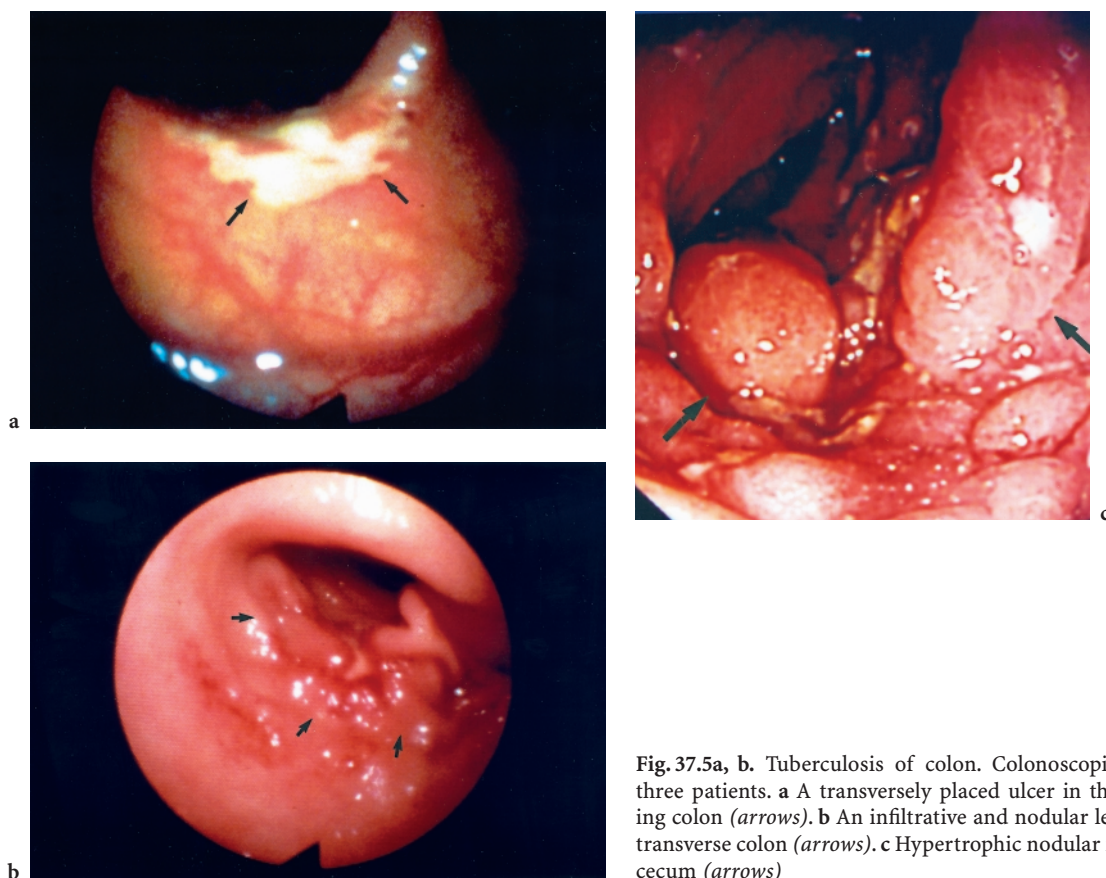 a
c
b
Fig. 37.5a, b. Tuberculosis of colon. Colonoscopi
three patients. a A transversely placed ulcer in th
ing colon (arrows). b An infiltrative and nodular le
transverse colon (arrows). c Hypertrophic nodular
cecum (arrows)